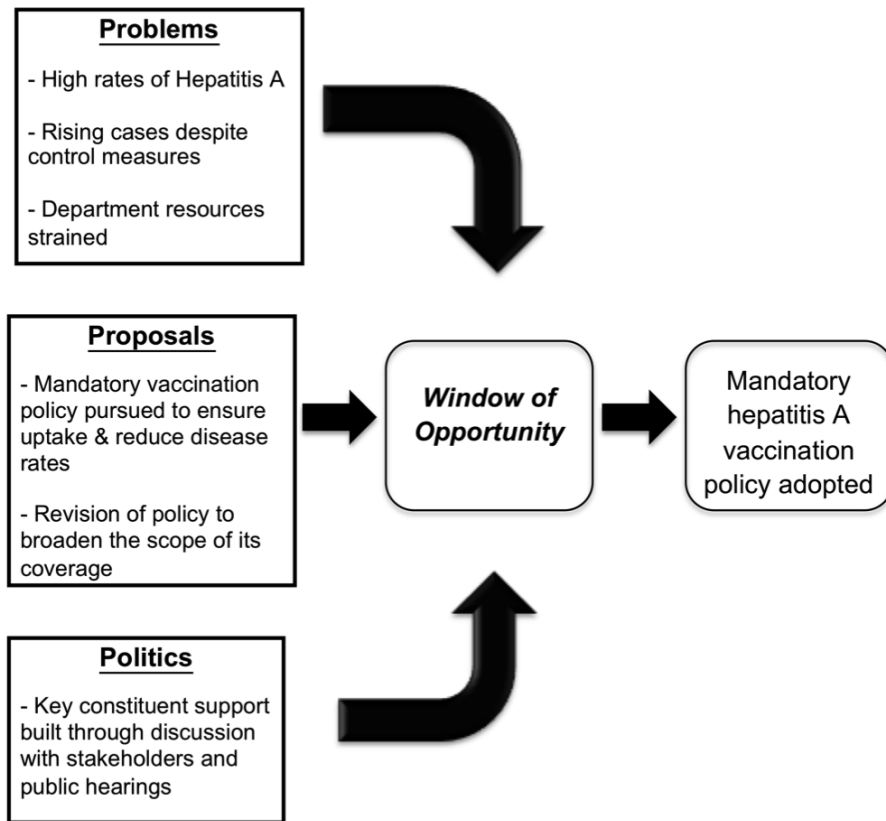 Problems
- High rates of Hepatitis A
- Rising cases despite
control measures
- Department resources
strained
Proposals
- Mandatory vaccination
policy pursued to ensure
uptake & reduce disease
rates
- Revision of policy to
broaden the scope of its
coverage
Window of
Opportunity
Mandatory
hepatitis A
vaccination
policy adopted
Politics
- Key constituent support
built through discussion
with stakeholders and
public hearings